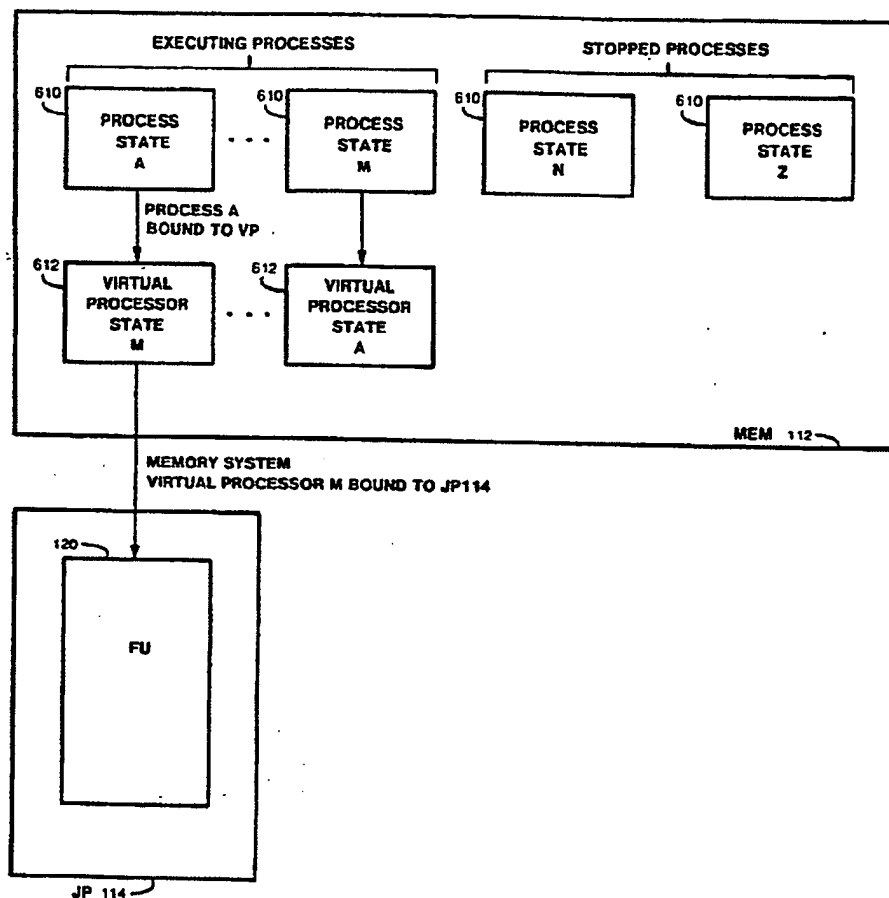 EXECUTING PROCESSES
STOPPED PROCESSES
610
PROCESS
STATE
A
610
PROCESS
STATE
M
610
PROCESS
STATE
N
610
PROCESS
STATE
Z
PROCESS A
BOUND TO VP
612
VIRTUAL
PROCESSOR
STATE
M
612
VIRTUAL
PROCESSOR
STATE
A
MEM 112
MEMORY SYSTEM
VIRTUAL PROCESSOR M BOUND TO JP114
120
FU
JP 114